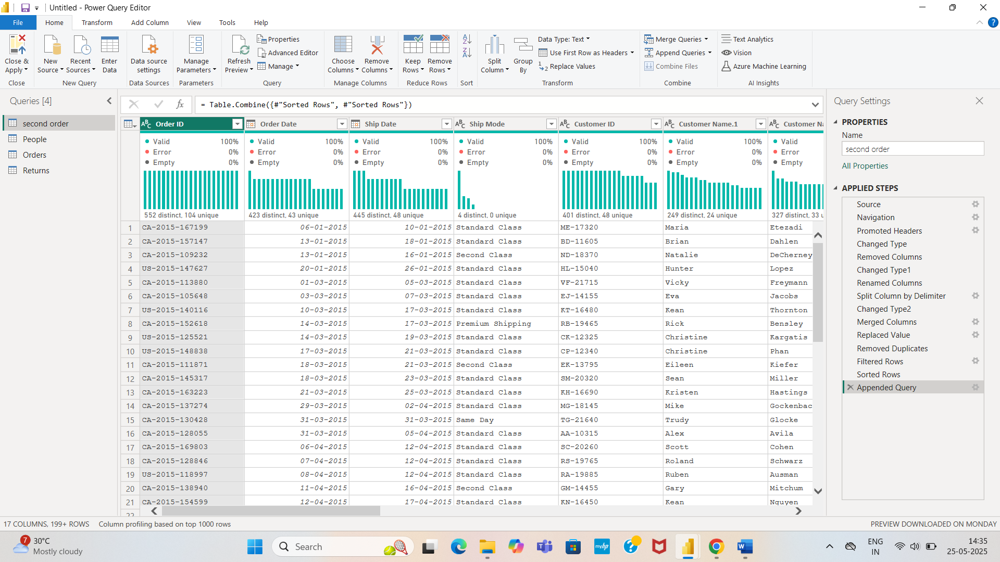 Untitled - Power Query Editor
File Home Transform Add Column View Tools Help
Close & Apply
New Source
Recent Sources
Enter Data
Data source settings
Manage Parameters
Refresh Preview
Properties
Advanced Editor
Manage
Choose Columns
Remove Columns
Keep Rows
Remove Rows
Split Column
Group By
Data Type: Text
Use First Row as Headers
Replace Values
Merge Queries
Append Queries
Combine Files
Text Analytics
Vision
Azure Machine Learning
Close New Query Data Sources Parameters Query Manage Columns Reduce Rows Sort Transform Combine AI Insights
Queries [4]
second order
People
Orders
Returns
fx = Table.Combine({#"Sorted Rows", #"Sorted Rows"})
Order ID Order Date Ship Date Ship Mode Customer ID Customer Name.1 Customer Na
Valid 100% Valid 100% Valid 100% Valid 100% Valid 100% Valid 100% Valid
Error 0% Error 0% Error 0% Error 0% Error 0% Error 0% Error
Empty 0% Empty 0% Empty 0% Empty 0% Empty 0% Empty 0% Empty
552 distinct, 104 unique 423 distinct, 43 unique 445 distinct, 48 unique 4 distinct, 0 unique 401 distinct, 48 unique 249 distinct, 24 unique 327 distinct, 33 u
1 CA-2015-167199 06-01-2015 10-01-2015 Standard Class ME-17320 Maria Etezadi
2 CA-2015-157147 13-01-2015 18-01-2015 Standard Class BD-11605 Brian Dahlen
3 CA-2015-109232 13-01-2015 16-01-2015 Second Class ND-18370 Natalie DeCherney
4 US-2015-147627 20-01-2015 26-01-2015 Standard Class HL-15040 Hunter Lopez
5 CA-2015-113880 01-03-2015 05-03-2015 Standard Class VF-21715 Vicky Freymann
6 CA-2015-105648 03-03-2015 07-03-2015 Standard Class EJ-14155 Eva Jacobs
7 US-2015-140116 10-03-2015 17-03-2015 Standard Class KT-16480 Kean Thornton
8 CA-2015-152618 14-03-2015 17-03-2015 Premium Shipping RB-19465 Rick Bensley
9 US-2015-125521 14-03-2015 19-03-2015 Standard Class CK-12325 Christine Kargatis
10 US-2015-148838 17-03-2015 21-03-2015 Standard Class CP-12340 Christine Phan
11 CA-2015-111871 18-03-2015 21-03-2015 Second Class EK-13795 Eileen Kiefer
12 CA-2015-145317 18-03-2015 23-03-2015 Standard Class SM-20320 Sean Miller
13 CA-2015-163223 21-03-2015 25-03-2015 Standard Class KH-16690 Kristen Hastings
14 CA-2015-137274 29-03-2015 02-04-2015 Standard Class MG-18145 Mike Gockenbac
15 CA-2015-130428 31-03-2015 31-03-2015 Same Day TG-21640 Trudy Glocke
16 CA-2015-128055 31-03-2015 05-04-2015 Standard Class AA-10315 Alex Avila
17 CA-2015-169803 06-04-2015 12-04-2015 Standard Class SC-20260 Scott Cohen
18 CA-2015-128846 07-04-2015 12-04-2015 Standard Class RS-19765 Roland Schwarz
19 US-2015-118997 08-04-2015 12-04-2015 Standard Class RA-19885 Ruben Ausman
20 CA-2015-138940 11-04-2015 16-04-2015 Second Class GM-14455 Gary Mitchum
21 CA-2015-154599 12-04-2015 17-04-2015 Standard Class KN-16450 Kean Nguyen
22
Query Settings
PROPERTIES
Name
second order
All Properties
APPLIED STEPS
Source
Navigation
Promoted Headers
Changed Type
Removed Columns
Changed Type1
Renamed Columns
Split Column by Delimiter
Changed Type2
Merged Columns
Replaced Value
Removed Duplicates
Filtered Rows
Sorted Rows
Appended Query
17 COLUMNS, 199+ ROWS Column profiling based on top 1000 rows PREVIEW DOWNLOADED ON MONDAY
7 30°C
Mostly cloudy
Search
myhp
ENG
IN
14:35
25-05-2025